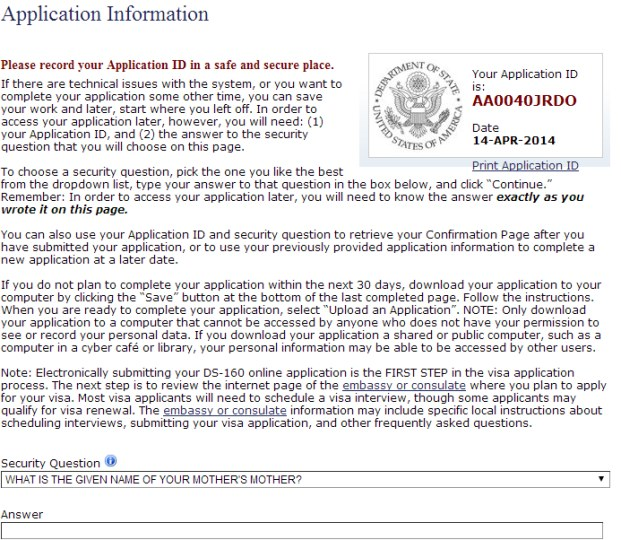 Application Information
Please record your Application ID in a safe and secure place.
If there are technical issues with the system, or you want to
complete your application some other time, you can save
your work and later, start where you left off. In order to
access your application later, however, you will need: (1)
your Application ID, and (2) the answer to the security
question that you will choose on this page.
DEPARTMENT OF STATE
UNITED STATES OF AMERICA
Your Application ID
is:
AA0040JRDO
Date
14-APR-2014
Print Application ID
To choose a security question, pick the one you like the best
from the dropdown list, type your answer to that question in the box below, and click "Continue."
Remember: In order to access your application later, you will need to know the answer exactly as you
wrote it on this page.
You can also use your Application ID and security question to retrieve your Confirmation Page after you
have submitted your application, or to use your previously provided application information to complete a
new application at a later date.
If you do not plan to complete your application within the next 30 days, download your application to your
computer by clicking the "Save" button at the bottom of the last completed page. Follow the instructions.
When you are ready to complete your application, select "Upload an Application". NOTE: Only download
your application to a computer that cannot be accessed by anyone who does not have your permission to
see or record your personal data. If you download your application a shared or public computer, such as a
computer in a cyber café or library, your personal information may be able to be accessed by other users.
Note: Electronically submitting your DS-160 online application is the FIRST STEP in the visa application
process. The next step is to review the internet page of the embassy or consulate where you plan to apply
for your visa. Most visa applicants will need to schedule a visa interview, though some applicants may
qualify for visa renewal. The embassy or consulate information may include specific local instructions about
scheduling interviews, submitting your visa application, and other frequently asked questions.
Security Question
WHAT IS THE GIVEN NAME OF YOUR MOTHER'S MOTHER?
Answer